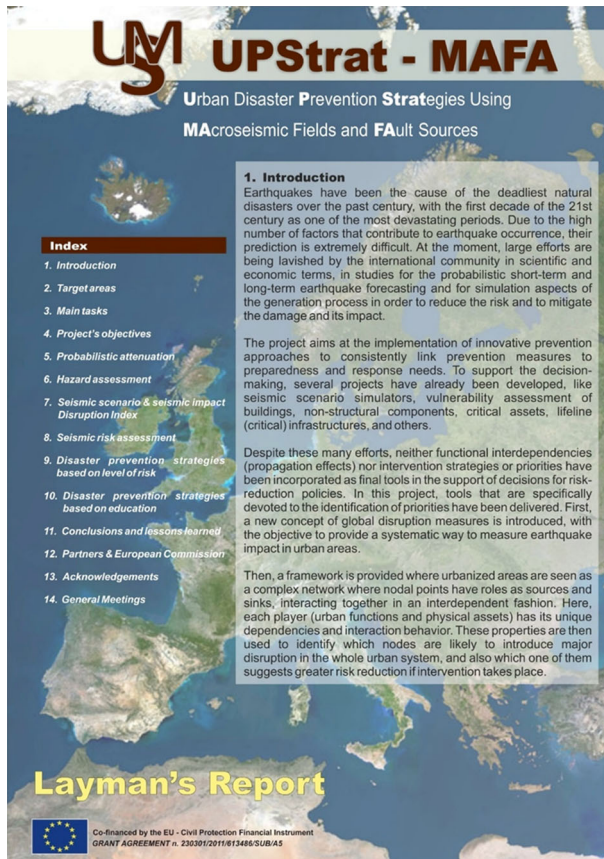 UMS
UPStrat - MAFA
Urban Disaster Prevention Strategies Using
MAcroseismic Fields and FAult Sources
Index
1. Introduction
2. Target areas
3. Main tasks
4. Project's objectives
5. Probabilistic attenuation
6. Hazard assessment
7. Seismic scenario & seismic impact
Disruption Index
8. Seismic risk assessment
9. Disaster prevention strategies
based on level of risk
10. Disaster prevention strategies
based on education
11. Conclusions and lessons learned
12. Partners & European Commission
13. Acknowledgements
14. General Meetings
1. Introduction
Earthquakes have been the cause of the deadliest natural
disasters over the past century, with the first decade of the 21st
century as one of the most devastating periods. Due to the high
number of factors that contribute to earthquake occurrence, their
prediction is extremely difficult. At the moment, large efforts are
being lavished by the international community in scientific and
economic terms, in studies for the probabilistic short-term and
long-term earthquake forecasting and for simulation aspects of
the generation process in order to reduce the risk and to mitigate
the damage and its impact.
The project aims at the implementation of innovative prevention
approaches to consistently link prevention measures to
preparedness and response needs. To support the decision-
making, several projects have already been developed, like
seismic scenario simulators, vulnerability assessment of
buildings, non-structural components, critical assets, lifeline
(critical) infrastructures, and others.
Despite these many efforts, neither functional interdependencies
(propagation effects) nor intervention strategies or priorities have
been incorporated as final tools in the support of decisions for risk-
reduction policies. In this project, tools that are specifically
devoted to the identification of priorities have been delivered. First,
a new concept of global disruption measures is introduced, with
the objective to provide a systematic way to measure earthquake
impact in urban areas.
Then, a framework is provided where urbanized areas are seen as
a complex network where nodal points have roles as sources and
sinks, interacting together in an interdependent fashion. Here,
each player (urban functions and physical assets) has its unique
dependencies and interaction behavior. These properties are then
used to identify which nodes are likely to introduce major
disruption in the whole urban system, and also which one of them
suggests greater risk reduction if intervention takes place.
Layman's Report
Co-financed by the EU - Civil Protection Financial Instrument
GRANT AGREEMENT n. 230301/2011/613486/SUB/A5